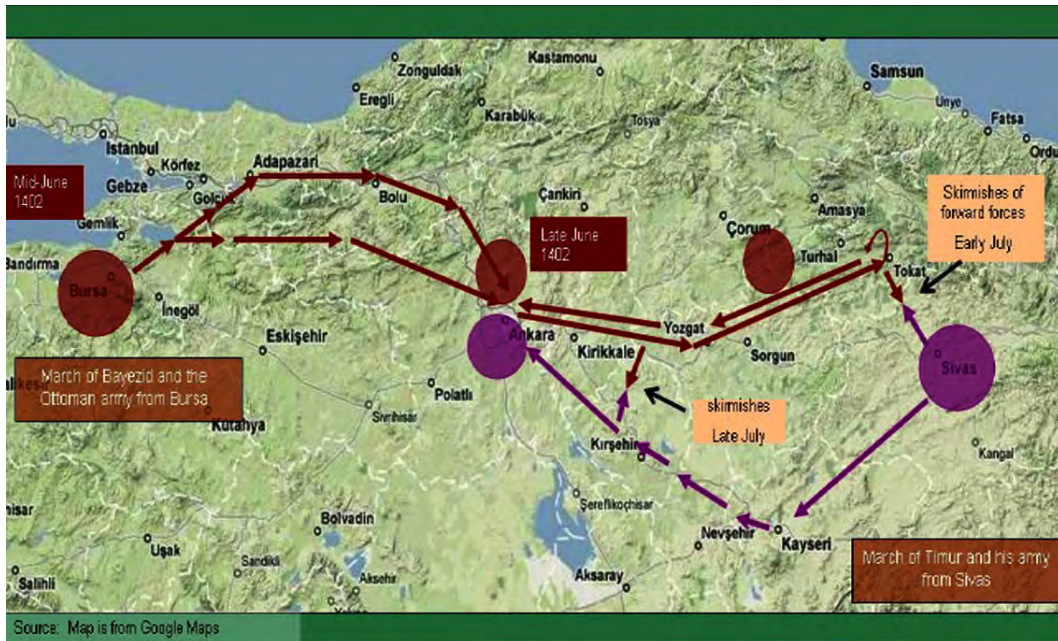 Zonguldak
Kastamonu
Samsun
Eregli
Karabük
Unye
Fatsa
Ordu
Istanbul
Tosya
Körfez
Adapazari
Gebze
Golcuk
Bolu
Mid-June
1402
Çankiri
Amasya
Skirmishes of
forward forces
Early July
Gemlik
Late June
1402
Çorum
Turhal
Tokat
Bandırma
Bursa
İnegöl
Yozgat
Ankara
Eskişehir
Kirikkale
Sorgun
Sivas
March of Bayezid and the
Ottoman army from Bursa
Polatlı
Sivrihisar
skirmishes
Late July
Kutahya
Kırşehir
Kangal
Şereflikoçhisar
Bolvadin
Nevşehir
Kayseri
Uşak
Sandikli
Aksehir
Aksaray
Salihli
March of Timur and his army
from Sivas
Source: Map is from Google Maps